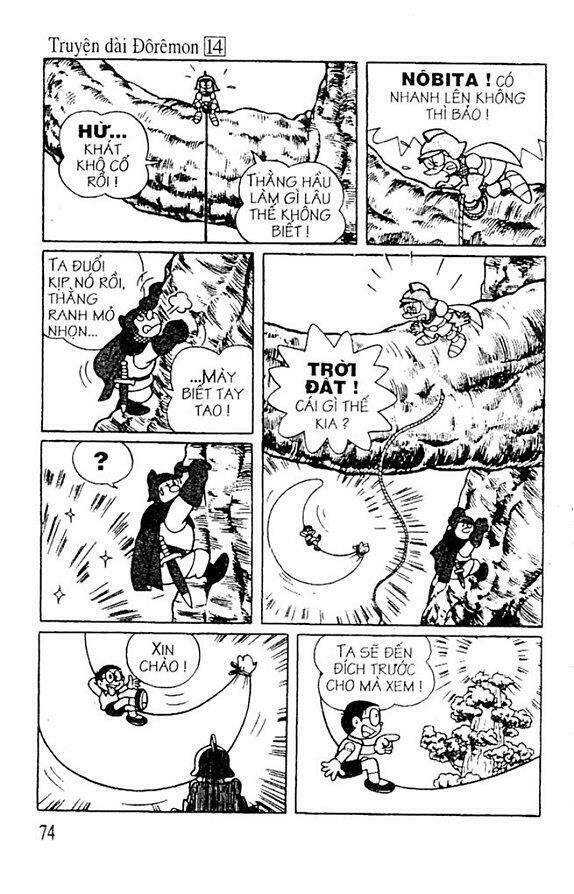 Truyện dài Đôrêmon 14
HỪ...
KHÁT
KHÔ CỔ
RỒI !
THẰNG HẦU
LÀM GÌ LÂU
THẾ KHÔNG
BIẾT !
NÔBITA ! CÓ
NHANH LÊN KHÔNG
THÌ BẢO !
TA ĐUỔI
KỊP NÓ RỒI,
THẰNG
RANH MỎ
NHỌN...
...MÀY
BIẾT TAY
TAO !
TRỜI
ĐẤT !
CÁI GÌ THẾ
KIA ?
?
XIN
CHÀO !
TA SẼ ĐẾN
ĐÍCH TRƯỚC
CHO MÀ XEM !
74